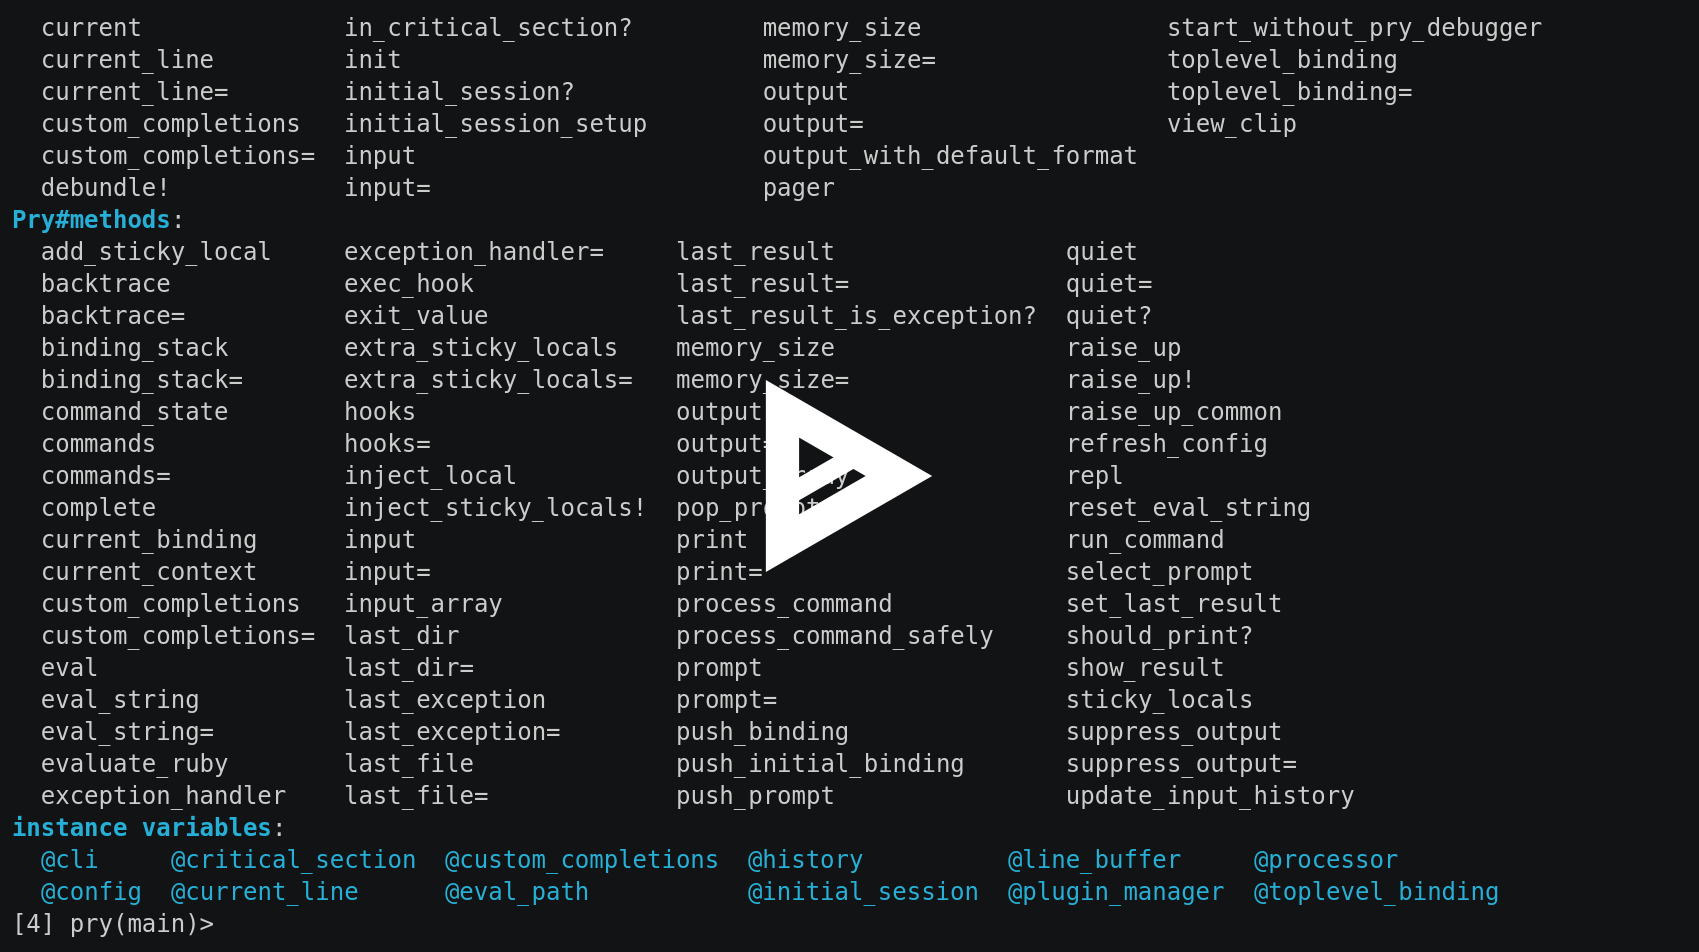 current in_critical_section? memory_size start_without_pry_debugger
current_line init memory_size= toplevel_binding
current_line= initial_session? output toplevel_binding=
custom_completions initial_session_setup output= view_clip
custom_completions= input output_with_default_format
debundle! input= pager
Pry#methods:
add_sticky_local exception_handler= last_result quiet
backtrace exec_hook last_result= quiet=
backtrace= exit_value last_result_is_exception? quiet?
binding_stack extra_sticky_locals memory_size raise_up
binding_stack= extra_sticky_locals= memory_size= raise_up!
command_state hooks output raise_up_common
commands hooks= output= refresh_config
commands= inject_local repl
complete inject_sticky_locals! reset_eval_string
current_binding input print run_command
current_context input= print= select_prompt
custom_completions input_array process_command set_last_result
custom_completions= last_dir process_command_safely should_print?
eval last_dir= prompt show_result
eval_string last_exception prompt= sticky_locals
eval_string= last_exception= push_binding suppress_output
evaluate_ruby last_file push_initial_binding suppress_output=
exception_handler last_file= push_prompt update_input_history
instance variables:
@cli @critical_section @custom_completions @history @line_buffer @processor
@config @current_line @eval_path @initial_session @plugin_manager @toplevel_binding
[4] pry(main)>